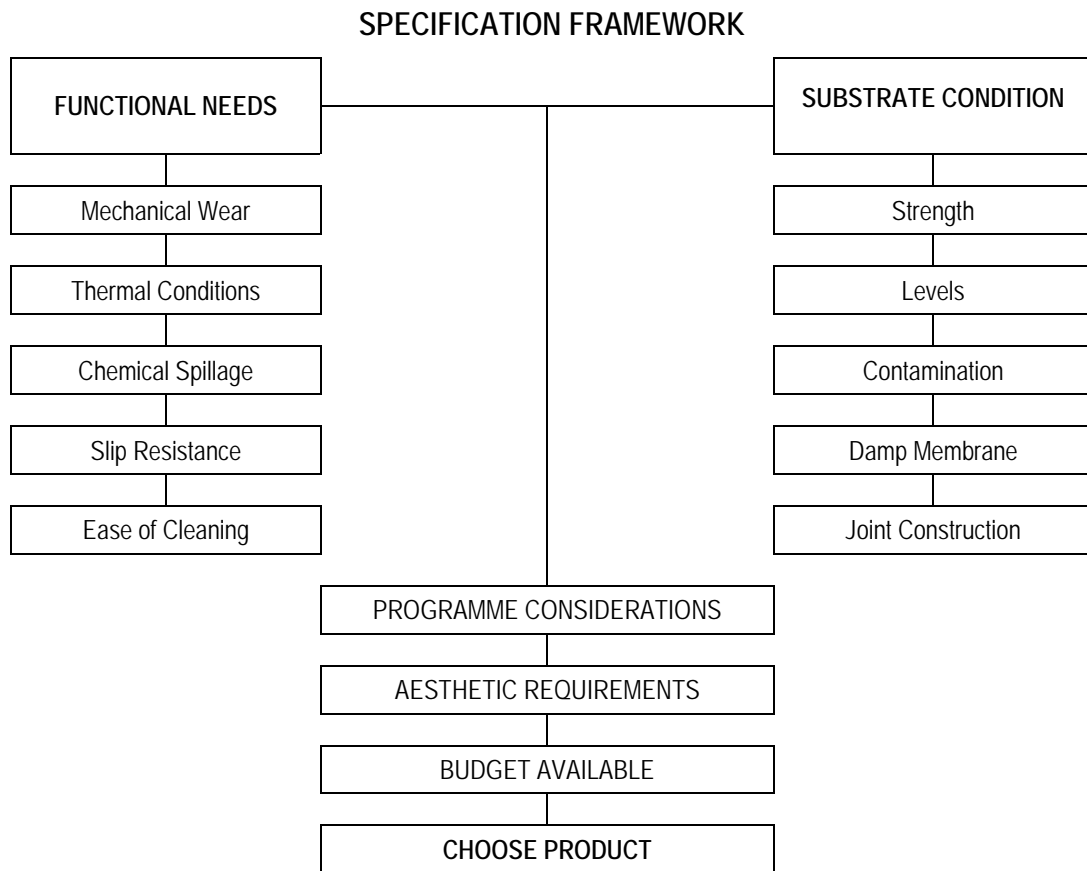 SPECIFICATION FRAMEWORK
FUNCTIONAL NEEDS
SUBSTRATE CONDITION
Mechanical Wear
Strength
Thermal Conditions
Levels
Chemical Spillage
Contamination
Slip Resistance
Damp Membrane
Ease of Cleaning
Joint Construction
PROGRAMME CONSIDERATIONS
AESTHETIC REQUIREMENTS
BUDGET AVAILABLE
CHOOSE PRODUCT